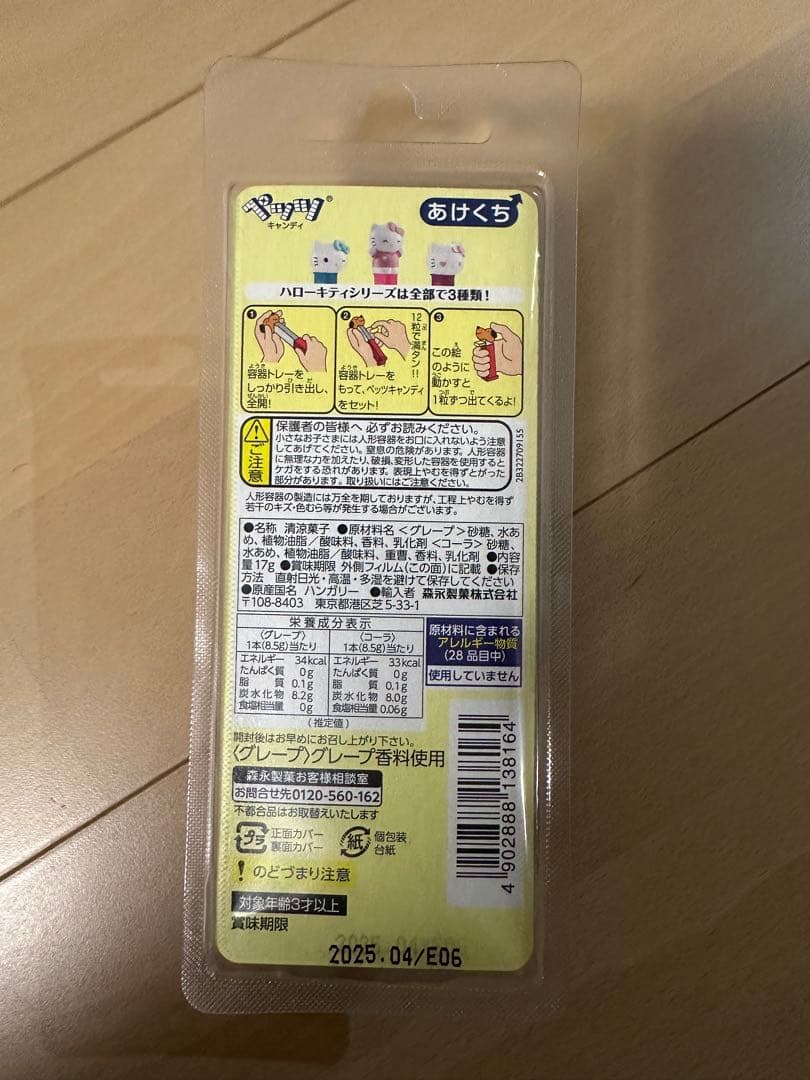 ペッツ®
キャンディ
あけくち
ハローキティシリーズは全部で3種類!
1
容器トレーを
しっかり引き出し、
全開!
2
12粒で満タン!!
容器トレーを
もって、ペッツキャンディ
をセット!
3
この絵
のように
動かすと
1粒ずつ出てくるよ!
ご注意
保護者の皆様へ 必ずお読みください。
小さなお子さまには人形容器をお口に入れないよう注意
してあげてください。窒息の危険があります。人形容器
に無理な力を加えたり、破損、変形した容器を使用すると
ケガをする恐れがあります。表現上やむを得ずとがった
部分があります。取り扱いにはご注意ください。
2B32270915S
人形容器の製造には万全を期しておりますが、工程上やむを得ず
若干のキズ・色むら等が発生する場合がございます。
●名称 清涼菓子 ●原材料名 <グレープ>砂糖、水あ
め、植物油脂/酸味料、香料、乳化剤 <コーラ> 砂糖、
水あめ、植物油脂/酸味料、重曹、香料、乳化剤 ●内容
量17g ●賞味期限 外側フィルム(この面)に記載 ●保存
方法 直射日光・高温・多湿を避けて保存してください
●原産国名 ハンガリー ●輸入者 森永製菓株式会社
〒108-8403 東京都港区芝5-33-1
栄養成分表示
〈グレープ〉
1本(8.5g)当たり
エネルギー 34kcal
たんぱく質 0g
脂質 0.1g
炭水化物 8.2g
食塩相当量 0g
〈コーラ〉
1本(8.5g)当たり
エネルギー 33kcal
たんぱく質 0g
脂質 0.1g
炭水化物 8.0g
食塩相当量 0.06g
(推定値)
原材料に含まれる
アレルギー物質
(28品目中)
使用していません
開封後はお早めにお召し上がり下さい。
〈グレープ〉グレープ香料使用
森永製菓お客様相談室
お問合せ先0120-560-162
不都合品はお取替えいたします
プラ
正面カバー
裏面カバー
紙
個包装
台紙
! のどづまり注意
対象年齢3才以上
賞味期限
2025.04/E06
4 902888 138164